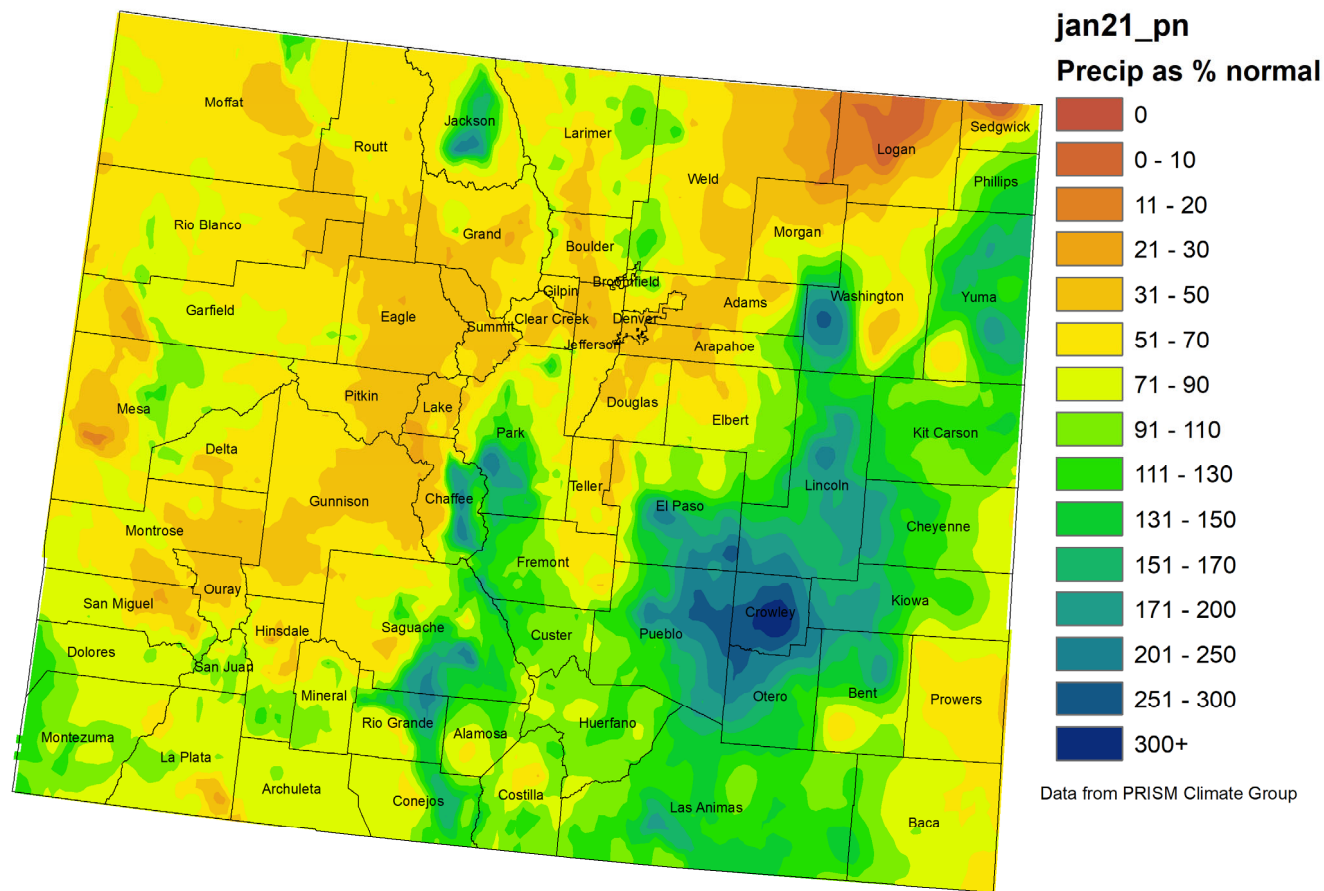 jan21_pn
Precip as % normal
0
0 - 10
11 - 20
21 - 30
31 - 50
51 - 70
71 - 90
91 - 110
111 - 130
131 - 150
151 - 170
171 - 200
201 - 250
251 - 300
300+
Data from PRISM Climate Group
Moffat
Routt
Jackson
Larimer
Weld
Logan
Sedgwick
Phillips
Rio Blanco
Grand
Boulder
Morgan
Broomfield
Gilpin
Adams
Washington
Yuma
Garfield
Eagle
Summit
Clear Creek
Denver
Jefferson
Arapahoe
Mesa
Pitkin
Lake
Douglas
Elbert
Kit Carson
Delta
Park
Gunnison
Chaffee
Teller
El Paso
Lincoln
Cheyenne
Montrose
Fremont
Ouray
San Miguel
Hinsdale
Saguache
Custer
Pueblo
Crowley
Kiowa
Dolores
San Juan
Mineral
Rio Grande
Alamosa
Huerfano
Otero
Bent
Prowers
Montezuma
La Plata
Archuleta
Conejos
Costilla
Las Animas
Baca